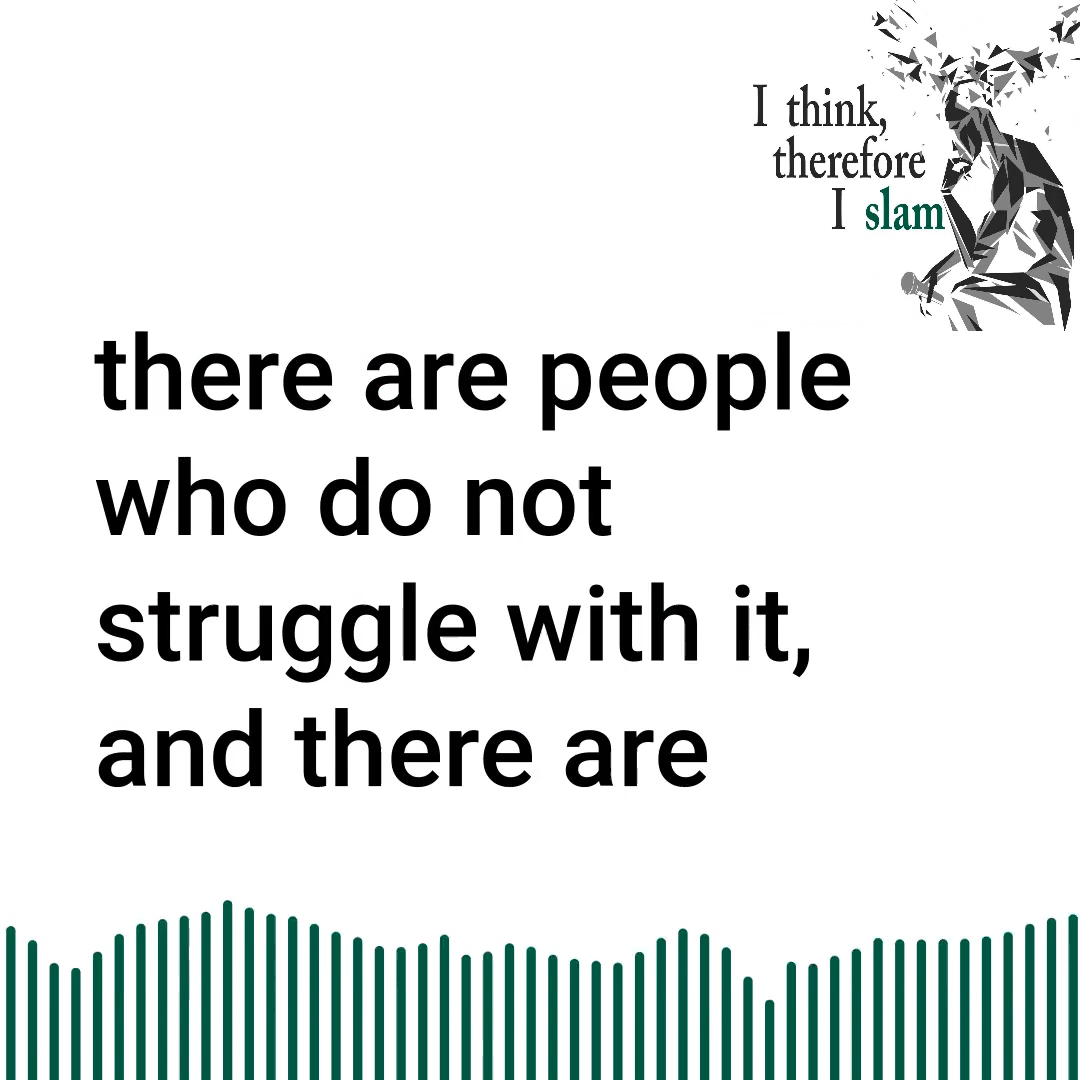 I think,
therefore
I slam
there are people
who do not
struggle with it,
and there are